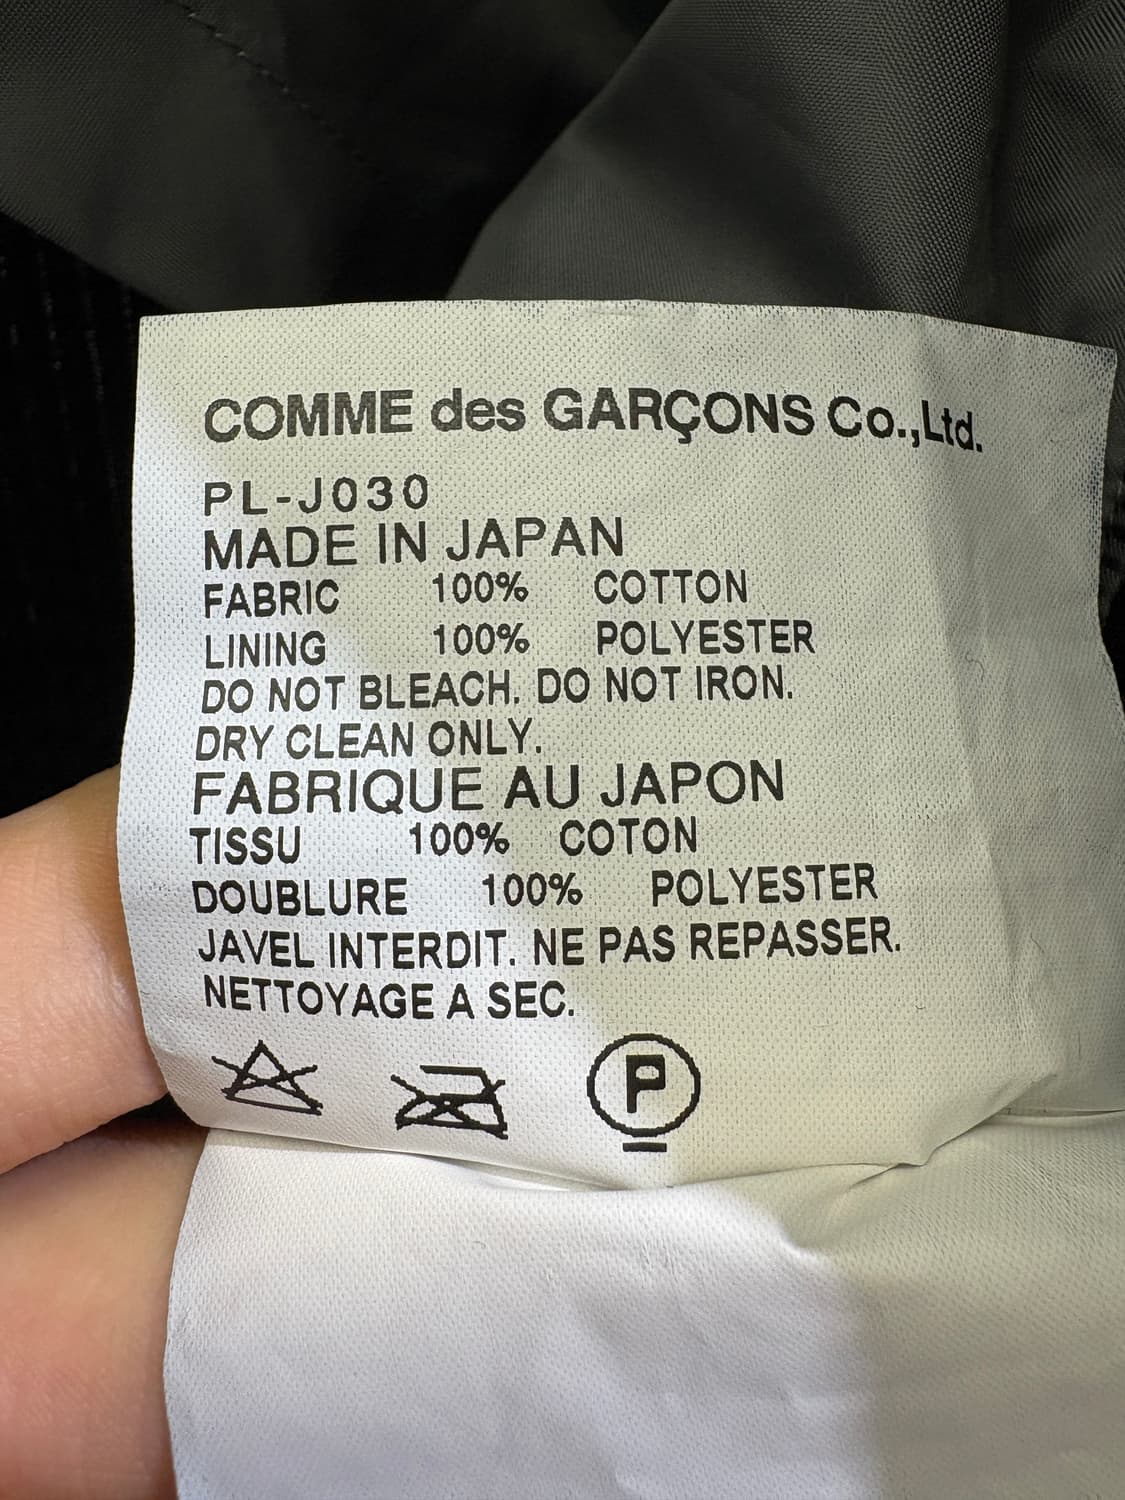 COMME des GARÇONS Co.,Ltd.
PL-J030
MADE IN JAPAN
FABRIC 100% COTTON
LINING 100% POLYESTER
DO NOT BLEACH. DO NOT IRON.
DRY CLEAN ONLY.
FABRIQUE AU JAPON
TISSU 100% COTON
DOUBLURE 100% POLYESTER
JAVEL INTERDIT. NE PAS REPASSER.
NETTOYAGE A SEC.
P